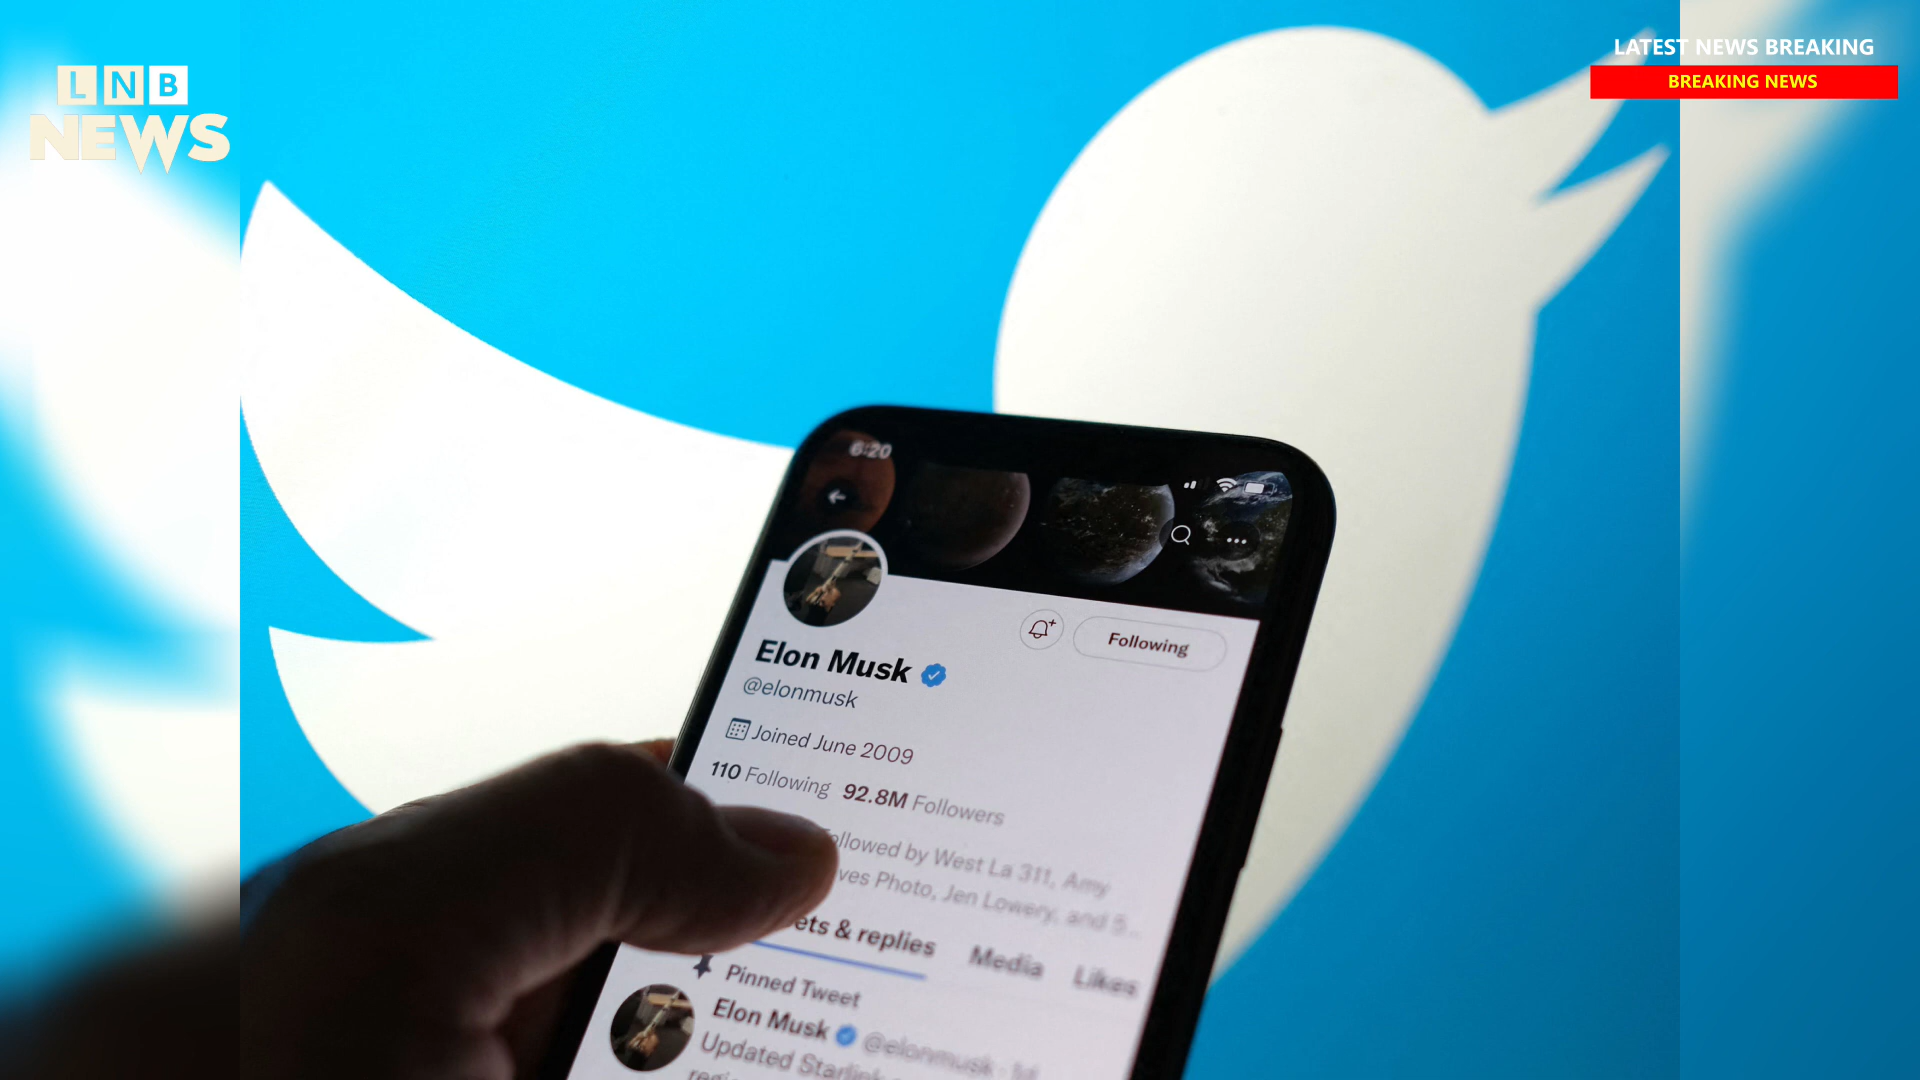 LNB
NEWS
LATEST NEWS BREAKING
BREAKING NEWS
6:20
Following
Elon Musk
@elonmusk
Joined June 2009
110 Following 92.8M Followers
ollowed by West La 311, Amy
ves Photo, Jen Lowery, and 5...
ets & replies Media Likes
Pinned Tweet
Elon Musk @elonmusk
Updated Starlink